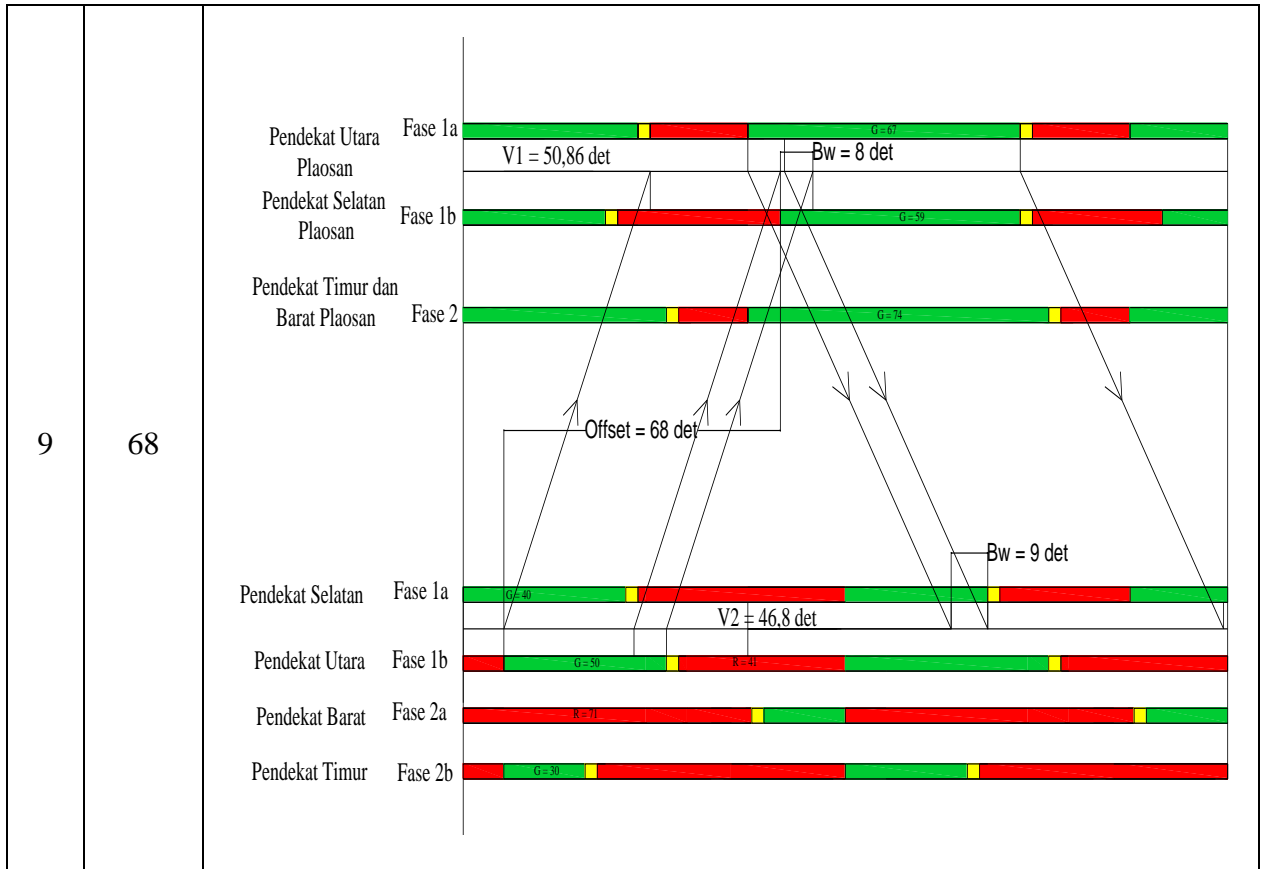 Pendekat Utara
Plaosan
Fase 1a
G = 67
V1 = 50,86 det
Bw = 8 det
Pendekat Selatan
Plaosan
Fase 1b
G = 59
Pendekat Timur dan
Barat Plaosan
Fase 2
G = 74
9
68
Offset = 68 det
Bw = 9 det
Pendekat Selatan
Fase 1a
G = 40
V2 = 46,8 det
Pendekat Utara
Fase 1b
G = 50
R = 41
Pendekat Barat
Fase 2a
R = 71
Pendekat Timur
Fase 2b
G = 30